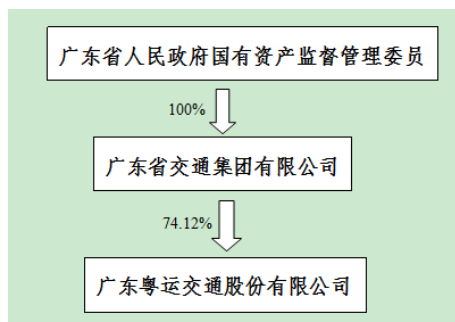 广东省人民政府国有资产监督管理委员
100%
广东省交通集团有限公司
74.12%
广东粤运交通股份有限公司